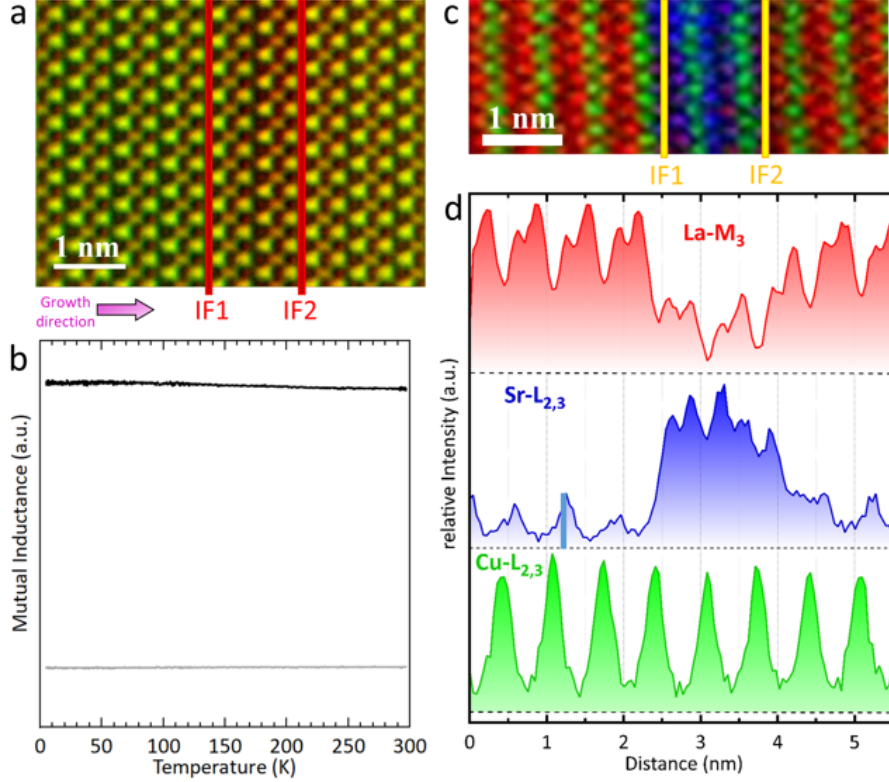 a
1 nm
Growth
direction
IF1
IF2
b
Mutual Inductance (a.u.)
0
50
100
150
200
250
300
Temperature (K)
c
1 nm
IF1
IF2
d
La-M3
Sr-L2,3
Cu-L2,3
relative Intensity (a.u.)
0
1
2
3
4
5
Distance (nm)